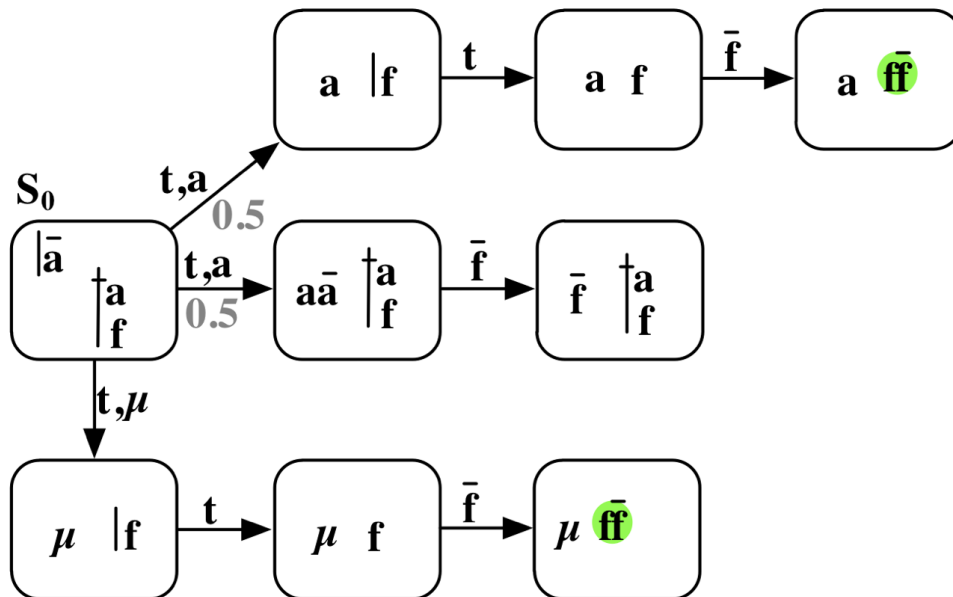 a |f
t
a f
f̄
a ff̄
t,a
0.5
S₀
|ā
†a
f
t,a
0.5
aā †a
f
f̄
f̄ †a
f
t,μ
μ |f
t
μ f
f̄
μ ff̄